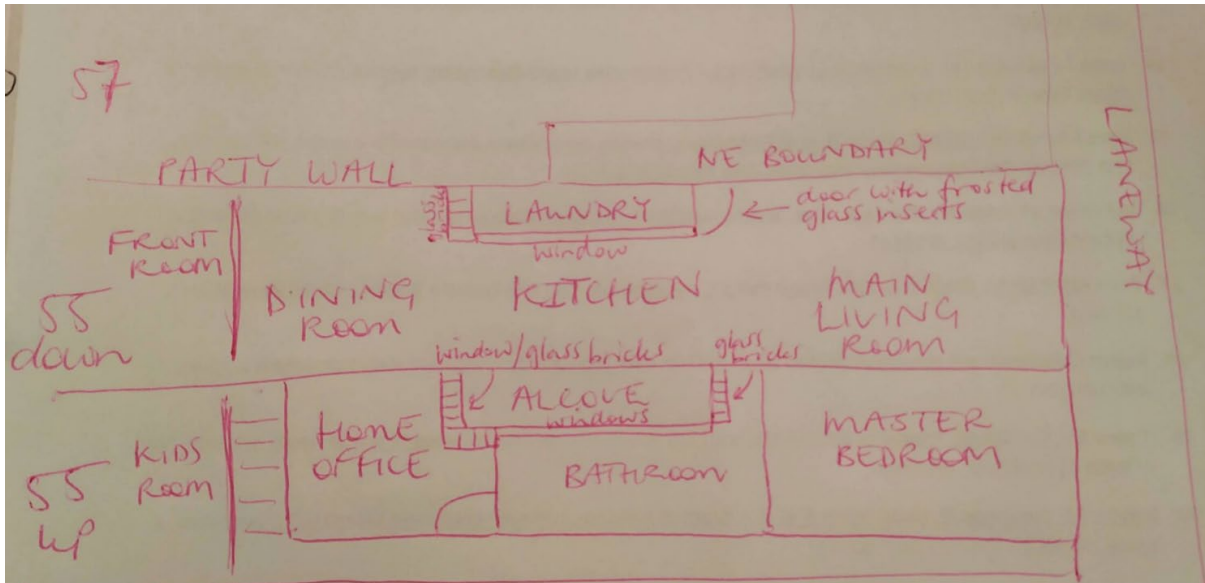 57
PARTY WALL
NE BOUNDARY
LANEWAY
glass bricks
LAUNDRY
door with frosted
glass inserts
window
FRONT
ROOM
DINING
ROOM
KITCHEN
MAIN
LIVING
ROOM
55
down
window/glass bricks
glass
bricks
ALCOVE
windows
HOME
OFFICE
KIDS
ROOM
BATHROOM
MASTER
BEDROOM
55
up